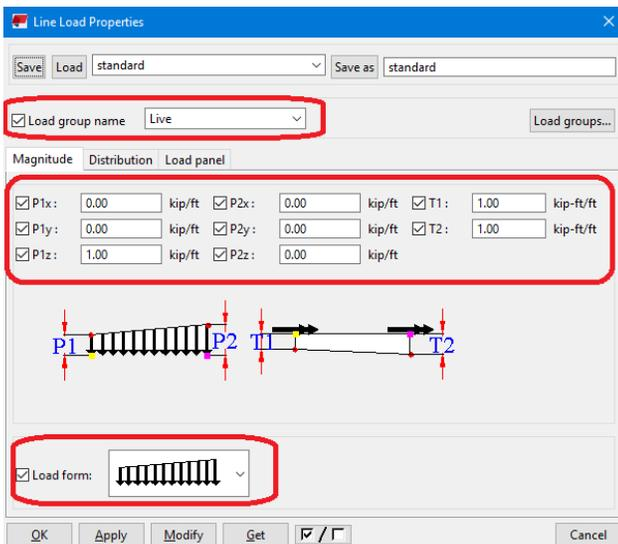 Line Load Properties
Save Load standard Save as standard
Load group name Live Load groups...
Magnitude Distribution Load panel
P1x : 0.00 kip/ft P2x : 0.00 kip/ft T1 : 1.00 kip-ft/ft
P1y : 0.00 kip/ft P2y : 0.00 kip/ft T2 : 1.00 kip-ft/ft
P1z : 1.00 kip/ft P2z : 0.00 kip/ft
P1 P2 T1 T2
Load form:
OK Apply Modify Get Cancel